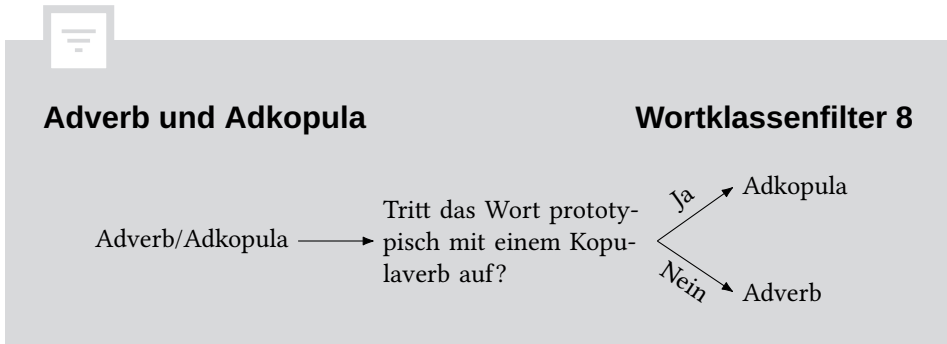 Adverb und Adkopula
Wortklassenfilter 8
Adverb/Adkopula
Tritt das Wort prototy-
pisch mit einem Kopu-
laverb auf?
Ja
Adkopula
Nein
Adverb